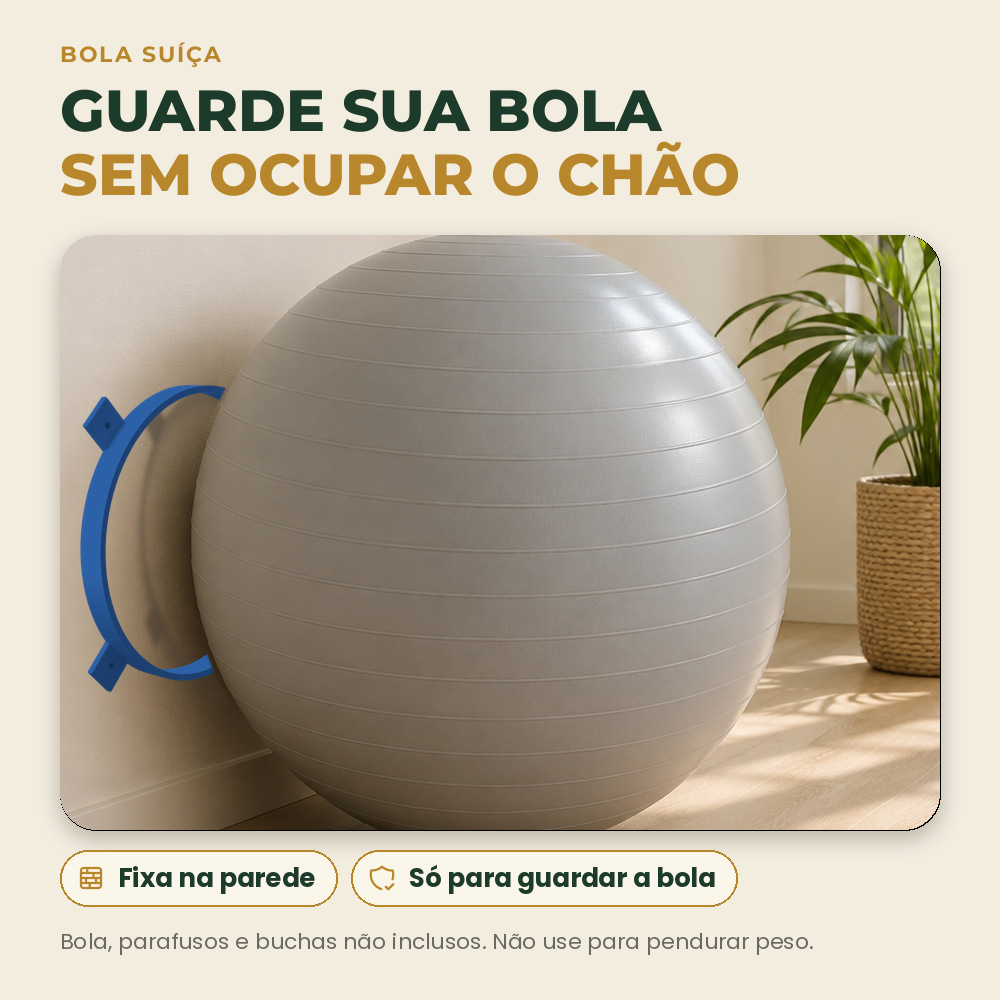 BOLA SUÍÇA
GUARDE SUA BOLA
SEM OCUPAR O CHÃO
Fixa na parede
Só para guardar a bola
Bola, parafusos e buchas não inclusos. Não use para pendurar peso.